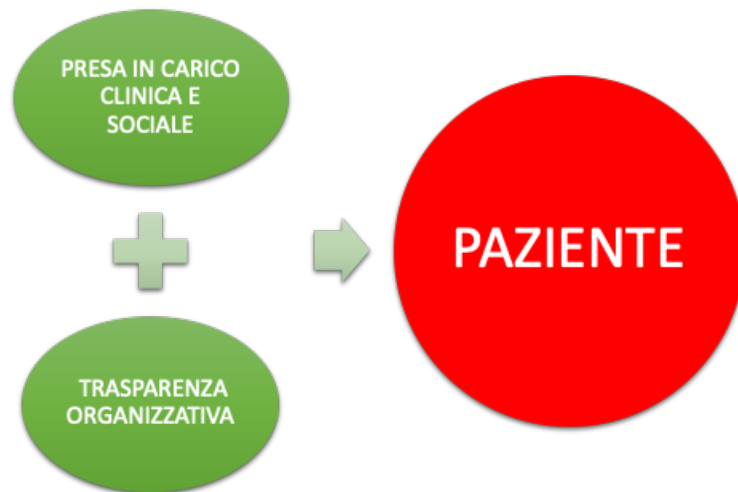 PRESA IN CARICO
CLINICA E
SOCIALE
TRASPARENZA
ORGANIZZATIVA
PAZIENTE